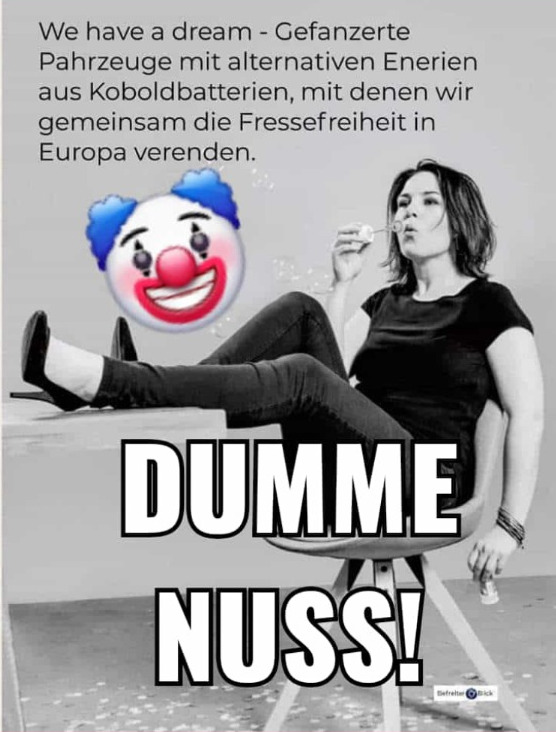 We have a dream - Gefanzerte
Pahrzeuge mit alternativen Enerien
aus Koboldbatterien, mit denen wir
gemeinsam die Fressefreiheit in
Europa verenden.
DUMME
NUSS!
Befreiter Blick